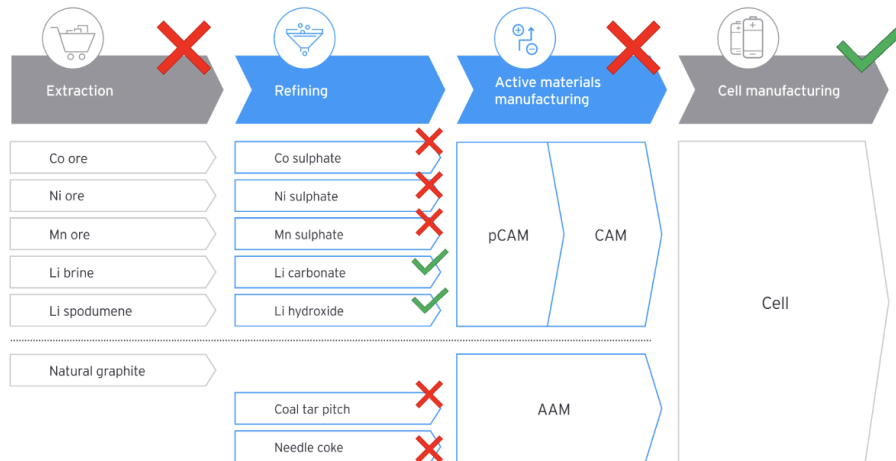 Extraction
Refining
Active materials
manufacturing
Cell manufacturing
Co ore
Co sulphate
Ni ore
Ni sulphate
Mn ore
Mn sulphate
pCAM
CAM
Li brine
Li carbonate
Li spodumene
Li hydroxide
Cell
Natural graphite
Coal tar pitch
AAM
Needle coke